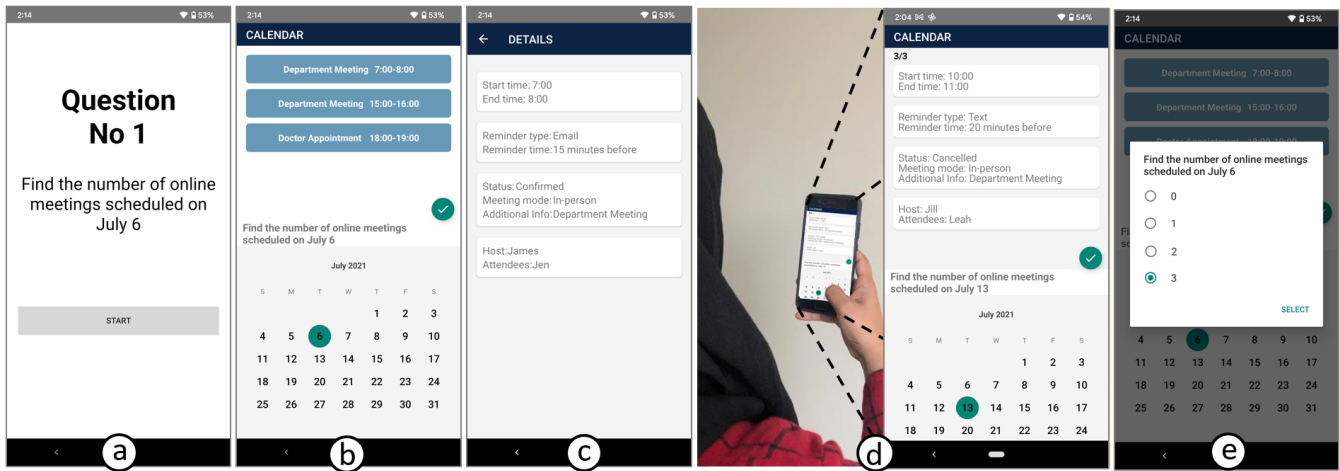 2:14 53%
Question
No 1
Find the number of online
meetings scheduled on
July 6
START
a
2:14 53%
CALENDAR
Department Meeting 7:00-8:00
Department Meeting 15:00-16:00
Doctor Appointment 18:00-19:00
Find the number of online meetings
scheduled on July 6
July 2021
S M T W T F S
1 2 3
4 5 6 7 8 9 10
11 12 13 14 15 16 17
18 19 20 21 22 23 24
25 26 27 28 29 30 31
b
2:14 53%
DETAILS
Start time: 7:00
End time: 8:00
Reminder type: Email
Reminder time:15 minutes before
Status:Confirmed
Meeting mode:In-person
Additional Info:Department Meeting
Host:James
Attendees:Jen
c
2:04 54%
CALENDAR
3/3
Start time: 10:00
End time: 11:00
Reminder type: Text
Reminder time: 20 minutes before
Status: Cancelled
Meeting mode: In-person
Additional Info: Department Meeting
Host: Jill
Attendees: Leah
Find the number of online meetings
scheduled on July 13
July 2021
S M T W T F S
1 2 3
4 5 6 7 8 9 10
11 12 13 14 15 16 17
18 19 20 21 22 23 24
d
2:14 53%
CALENDAR
Department Meeting 7:00-8:00
Department Meeting 15:00-16:00
Doctor Appointment 18:00-19:00
Find the number of online meetings
scheduled on July 6
0
1
2
3
SELECT
4 5 6 7 8 9 10
11 12 13 14 15 16 17
18 19 20 21 22 23 24
25 26 27 28 29 30 31
e